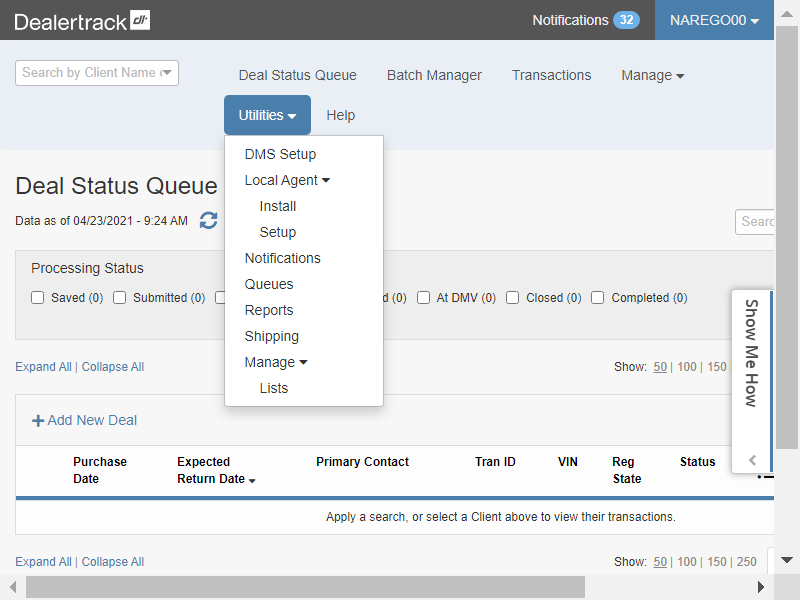 Dealertrack dr
Notifications 32
NAREGO00
Search by Client Name
Deal Status Queue
Batch Manager
Transactions
Manage
Utilities
Help
DMS Setup
Local Agent
Install
Setup
Notifications
Queues
Reports
Shipping
Manage
Lists
Deal Status Queue
Data as of 04/23/2021 - 9:24 AM
Searc
Processing Status
Saved (0) Submitted (0) d (0) At DMV (0) Closed (0) Completed (0)
Show Me How
Expand All | Collapse All
Show: 50 | 100 | 150
Add New Deal
Purchase Date
Expected Return Date
Primary Contact
Tran ID
VIN
Reg State
Status
Apply a search, or select a Client above to view their transactions.
Expand All | Collapse All
Show: 50 | 100 | 150 | 250